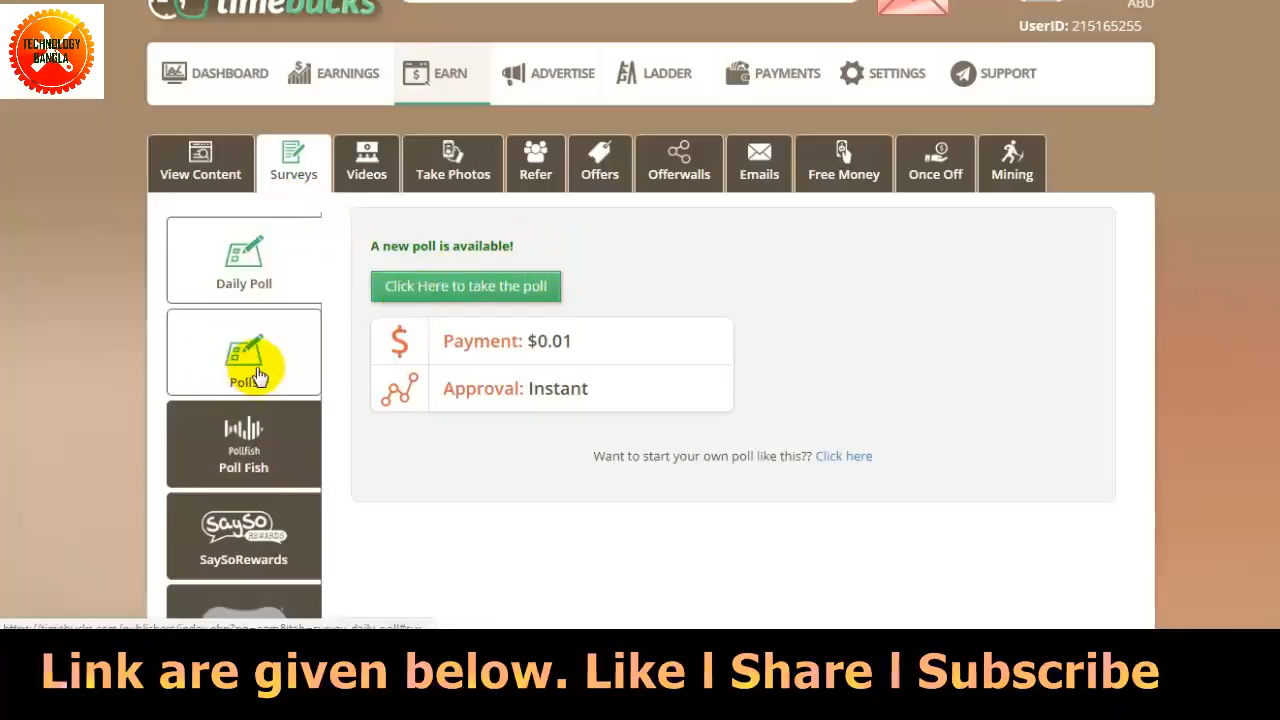 TECHNOLOGY
BANGLA
timebucks
ABU
UserID: 215165255
DASHBOARD
EARNINGS
EARN
ADVERTISE
LADDER
PAYMENTS
SETTINGS
SUPPORT
View Content
Surveys
Videos
Take Photos
Refer
Offers
Offerwalls
Emails
Free Money
Once Off
Mining
Daily Poll
Polls
Pollfish
Poll Fish
SaySo
REWARDS
SaySoRewards
A new poll is available!
Click Here to take the poll
Payment: $0.01
Approval: Instant
Want to start your own poll like this?? Click here
Link are given below. Like l Share l Subscribe